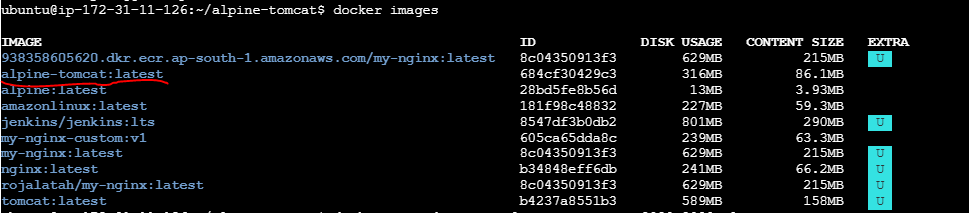 ubuntu@ip-172-31-11-126:~/alpine-tomcat$ docker images
IMAGE ID DISK USAGE CONTENT SIZE EXTRA
938358605620.dkr.ecr.ap-south-1.amazonaws.com/my-nginx:latest 8c04350913f3 629MB 215MB U
alpine-tomcat:latest 684cf30429c3 316MB 86.1MB
alpine:latest 28bd5fe8b56d 13MB 3.93MB
amazonlinux:latest 181f98c48832 227MB 59.3MB
jenkins/jenkins:lts 8547df3b0db2 801MB 290MB U
my-nginx-custom:v1 605ca65dda8c 239MB 63.3MB
my-nginx:latest 8c04350913f3 629MB 215MB U
nginx:latest b34848eff6db 241MB 66.2MB U
rojalatah/my-nginx:latest 8c04350913f3 629MB 215MB U
tomcat:latest b4237a8551b3 589MB 158MB U